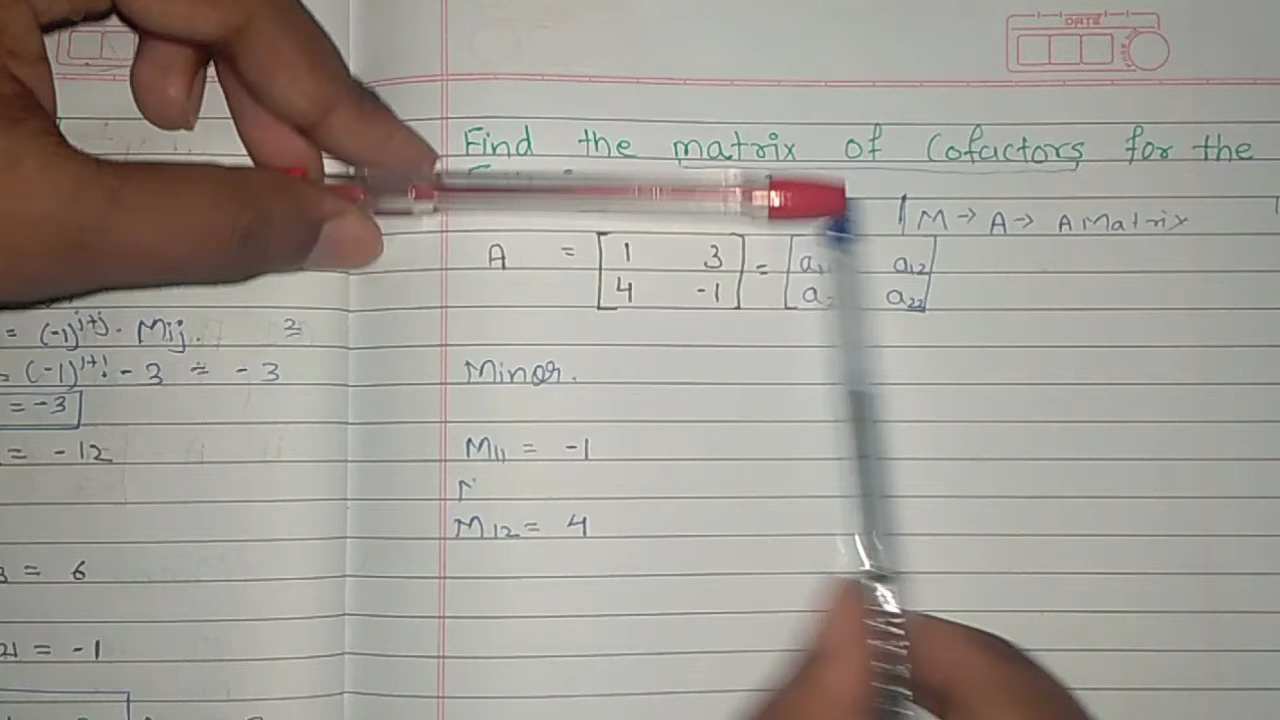 DATE
Find the matrix of Cofactors for the
M → A → A Matrix
A = [ 1 3 ] = [ a₁₁ a₁₂ ]
[ 4 -1 ] [ a a₂₂ ]
= (-1)ⁱ⁺ʲ . Mij.
= (-1)¹⁺¹ . -3 = -3
= -3
= -12
= 6
21 = -1
Minor.
M₁₁ = -1
M₁₂ = 4